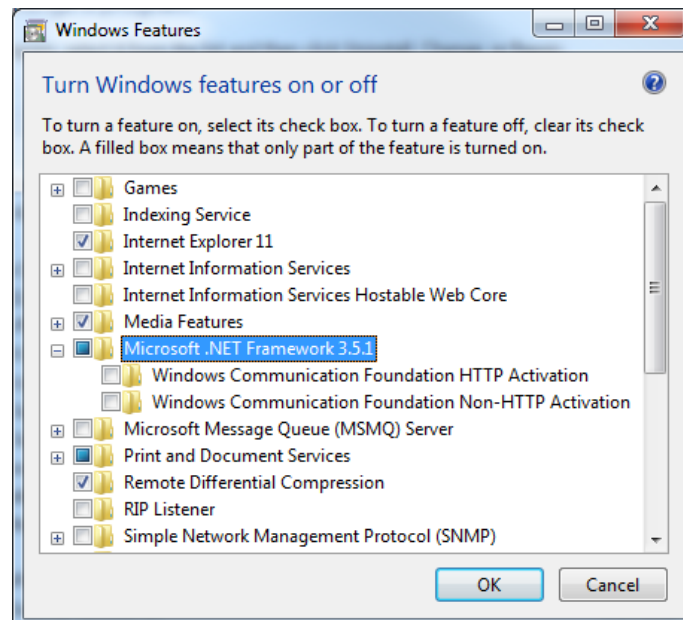 Windows Features
Turn Windows features on or off
To turn a feature on, select its check box. To turn a feature off, clear its check
box. A filled box means that only part of the feature is turned on.
Games
Indexing Service
Internet Explorer 11
Internet Information Services
Internet Information Services Hostable Web Core
Media Features
Microsoft .NET Framework 3.5.1
Windows Communication Foundation HTTP Activation
Windows Communication Foundation Non-HTTP Activation
Microsoft Message Queue (MSMQ) Server
Print and Document Services
Remote Differential Compression
RIP Listener
Simple Network Management Protocol (SNMP)
OK Cancel